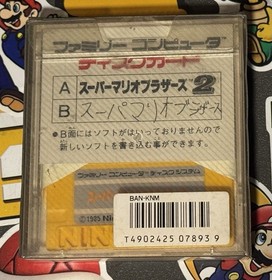 ファミリー コンピュータ
ディスクカード
A スーパーマリオブラザーズ™2
B スーパマリオブラザース
●B面にはソフトがはいっておりませんので
新しいソフトを書き込む事ができます。
ファミリー コンピュータ ディスク システム
BAN-KNM
©1985 N
NIN
T4902425 07893 9